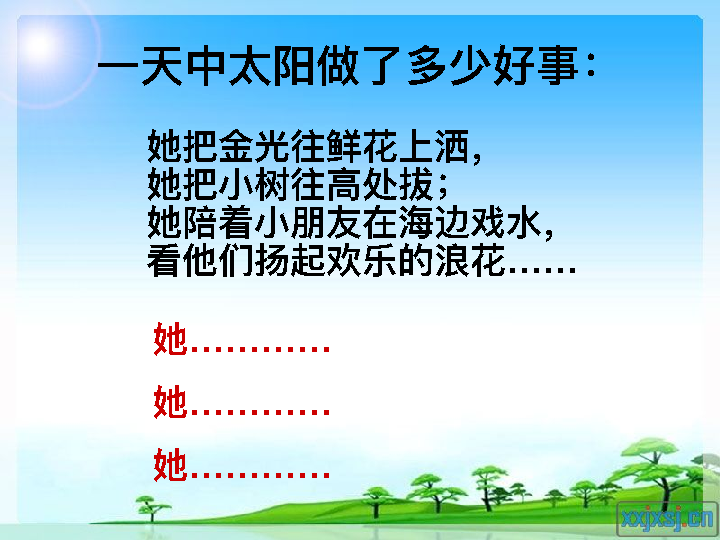 一天中太阳做了多少好事：
她把金光往鲜花上洒，
她把小树往高处拔；
她陪着小朋友在海边戏水，
看他们扬起欢乐的浪花……
她…………
她…………
她…………
xxjxsj.cn